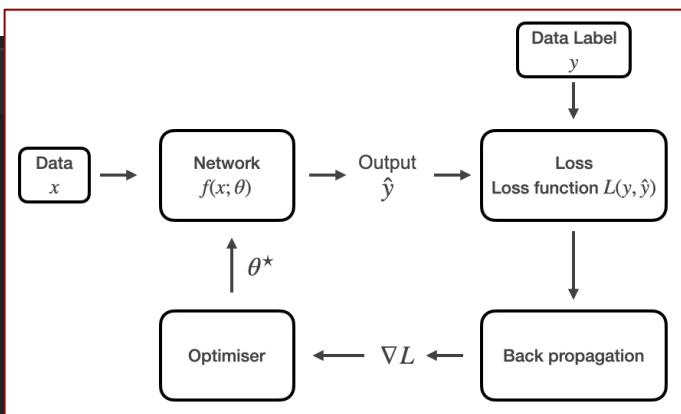 Data Label
y
Data
x
Network
f(x; θ)
Output
ŷ
Loss
Loss function L(y, ŷ)
θ⋆
Optimiser
∇L
Back propagation